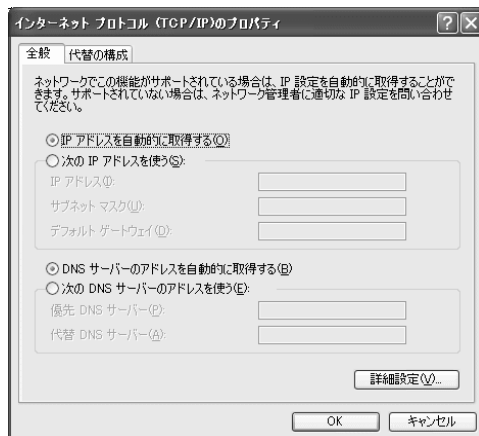 インターネット プロトコル (TCP/IP)のプロパティ
全般
代替の構成
ネットワークでこの機能がサポートされている場合は、IP 設定を自動的に取得することがで
きます。サポートされていない場合は、ネットワーク管理者に適切な IP 設定を問い合わせ
てください。
IP アドレスを自動的に取得する(O)
次の IP アドレスを使う(S):
IP アドレス(I):
サブネット マスク(U):
デフォルト ゲートウェイ(D):
DNS サーバーのアドレスを自動的に取得する(B)
次の DNS サーバーのアドレスを使う(E):
優先 DNS サーバー(P):
代替 DNS サーバー(A):
詳細設定(V)...
OK
キャンセル